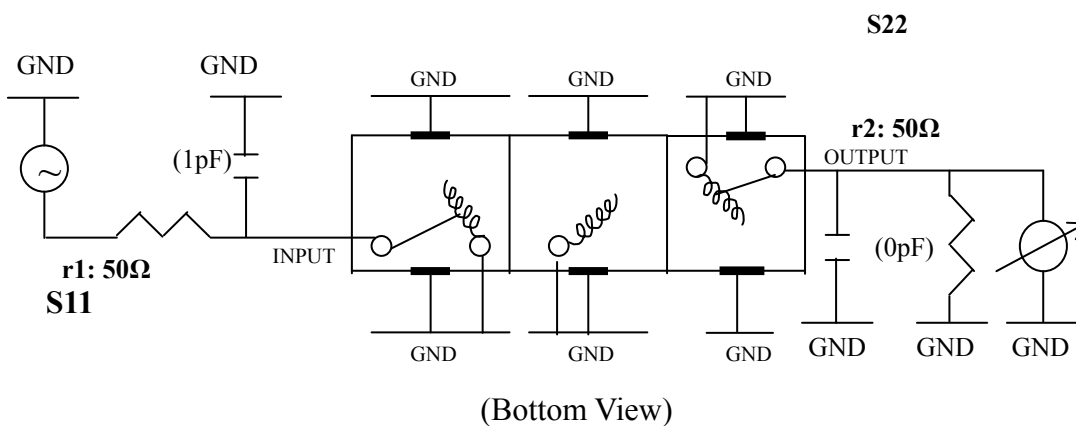 S22
GND
GND
GND
GND
GND
r2: 50Ω
(1pF)
OUTPUT
INPUT
(0pF)
r1: 50Ω
S11
GND
GND
GND
GND
GND
GND
(Bottom View)